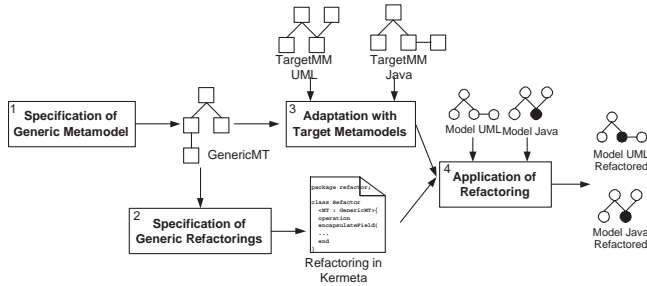 TargetMM
UML
TargetMM
Java
1
Specification of
Generic Metamodel
GenericMT
3
Adaptation with
Target Metamodels
Model UML
Model Java
Model UML
Refactored
4
Application of
Refactoring
Model Java
Refactored
2
Specification of
Generic Refactorings
package refactor;
class Refactor
<MT : GenericMT>{
operation
encapsulateField(
...
end
}
Refactoring in
Kermeta